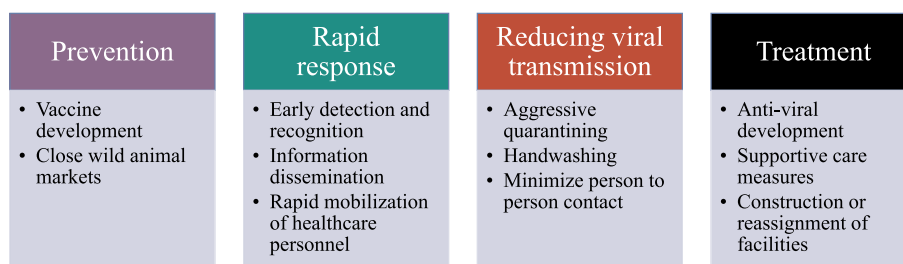 Prevention
• Vaccine
development
• Close wild animal
markets
Rapid
response
• Early detection and
recognition
• Information
dissemination
• Rapid mobilization
of healthcare
personnel
Reducing viral
transmission
• Aggressive
quarantining
• Handwashing
• Minimize person to
person contact
Treatment
• Anti-viral
development
• Supportive care
measures
• Construction or
reassignment of
facilities